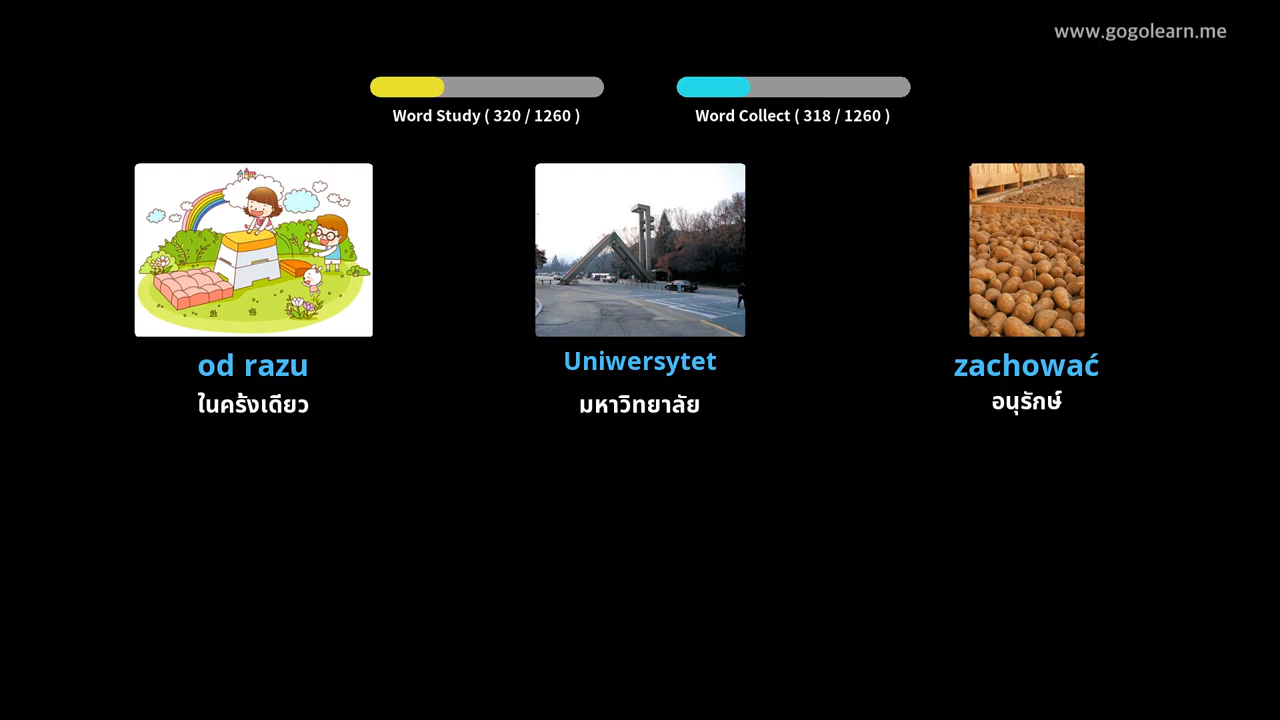 www.gogolearn.me
Word Study ( 320 / 1260 )
Word Collect ( 318 / 1260 )
od razu
Uniwersytet
zachować
ในครั้งเดียว
มหาวิทยาลัย
อนุรักษ์